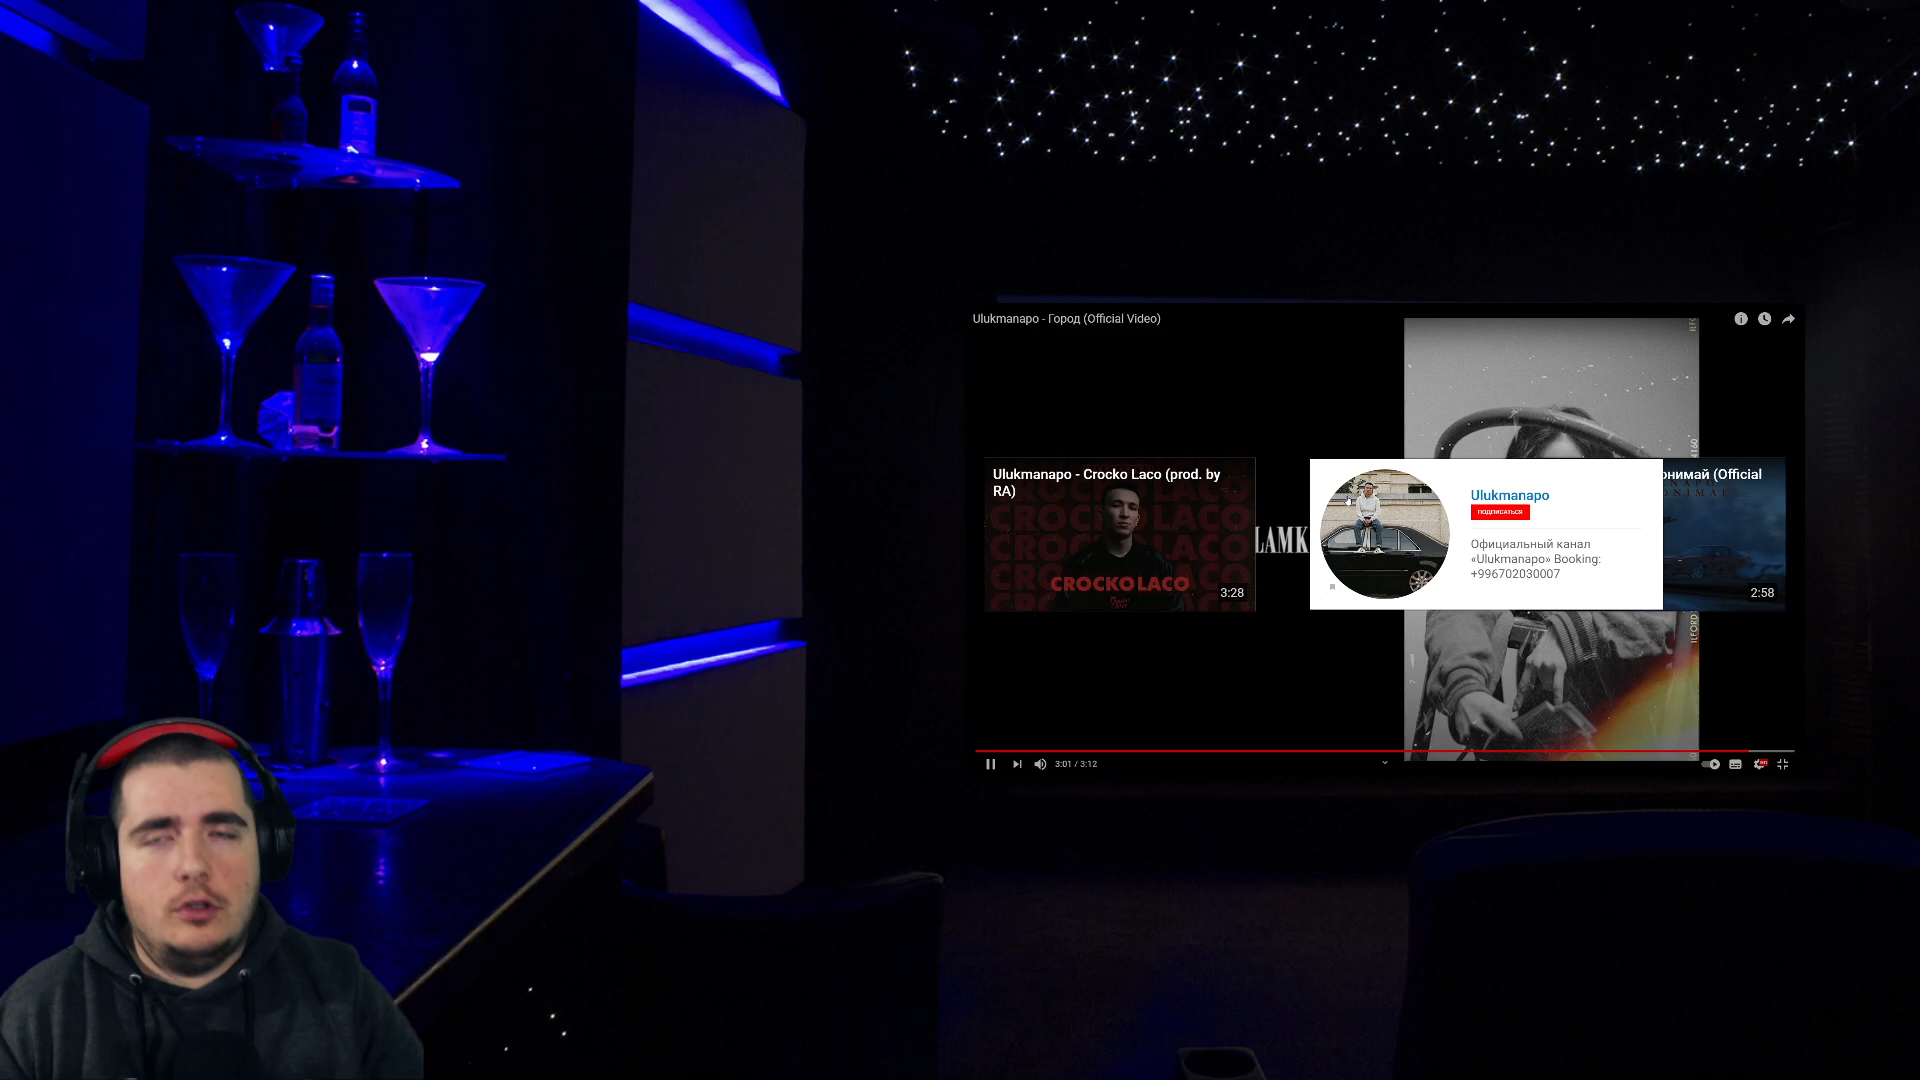 Ulukmanapo - Город (Official Video)
Ulukmanapo - Crocko Laco (prod. by
RA)
CROCKO LACO
3:28
LAMK
Ulukmanapo
ПОДПИСАТЬСЯ
Официальный канал
«Ulukmanapo» Booking:
+996702030007
онимай (Official
2:58
ILFORD
3:01 / 3:12